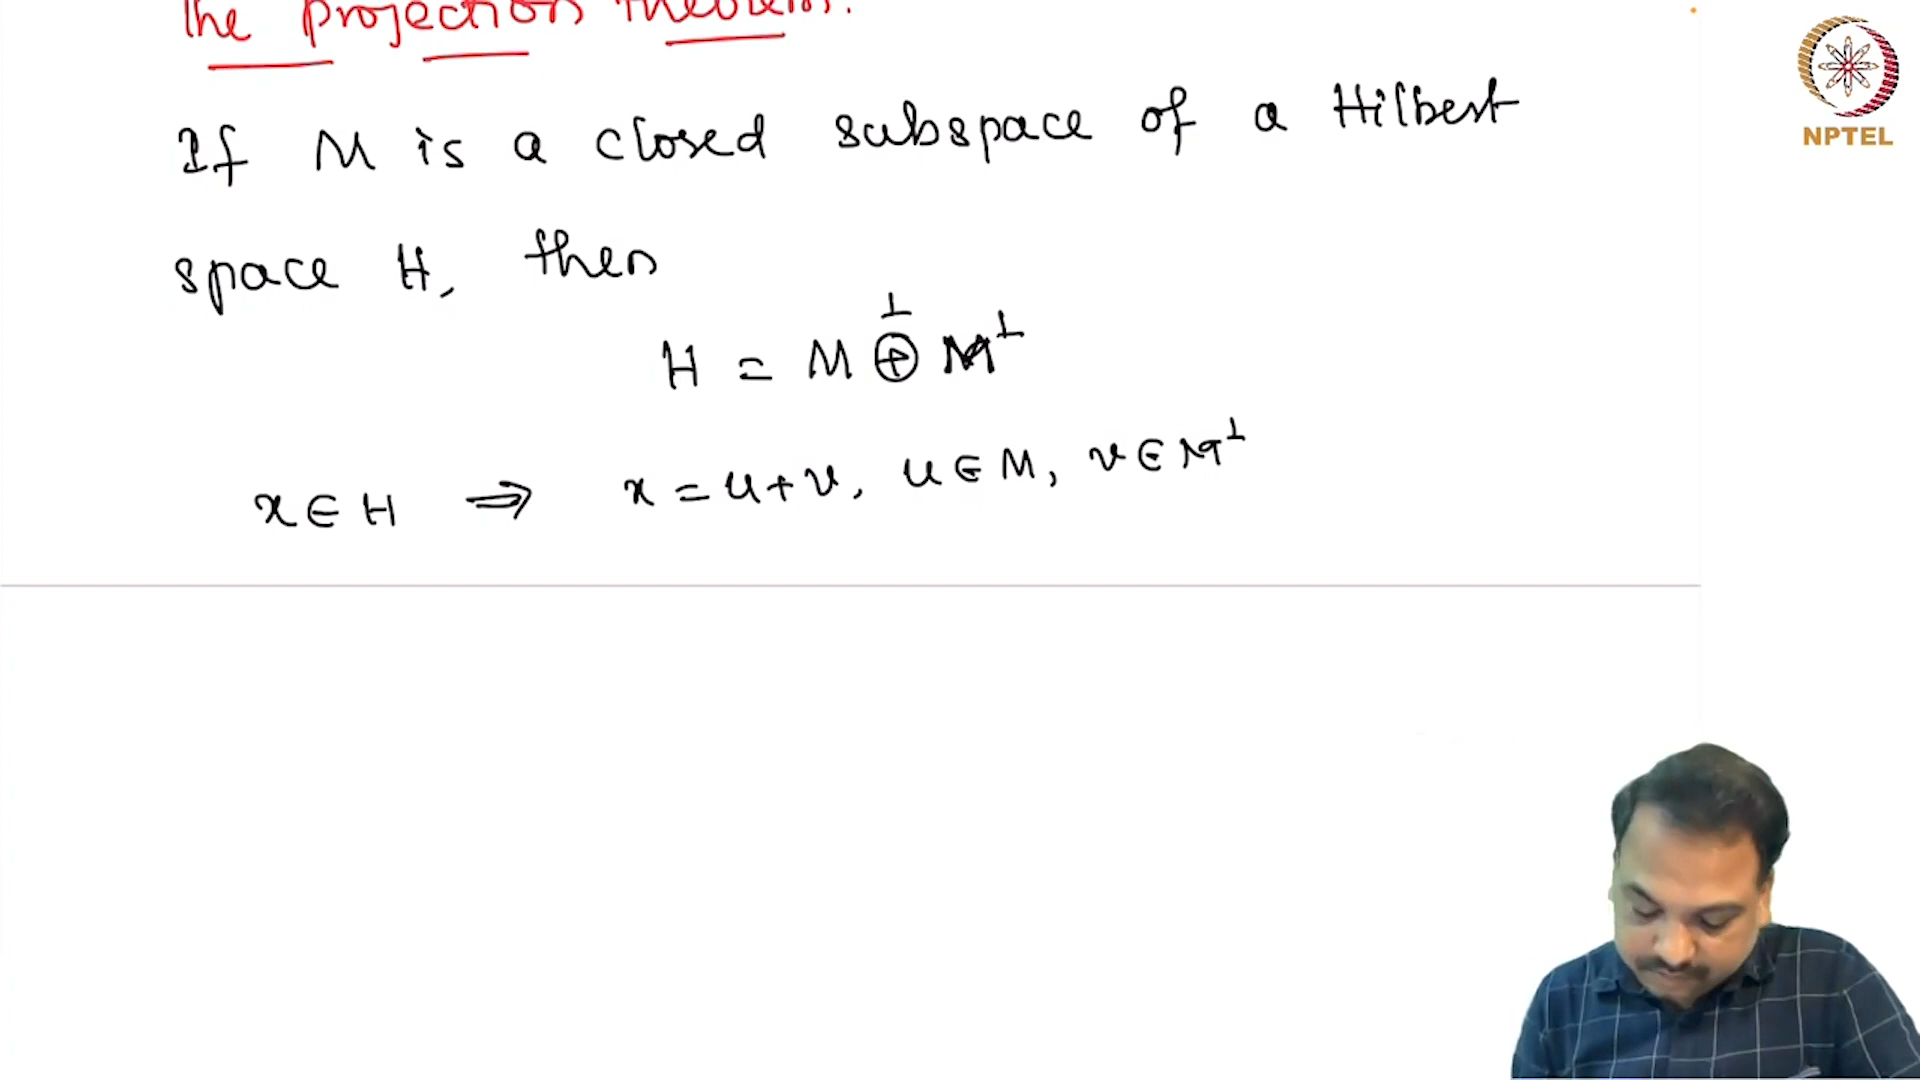 The projection theorem.
If M is a closed subspace of a Hilbert
space H, then
H = M ⊕^⊥ M^⊥
x ∈ H ⇒ x = u + v, u ∈ M, v ∈ M^⊥
NPTEL